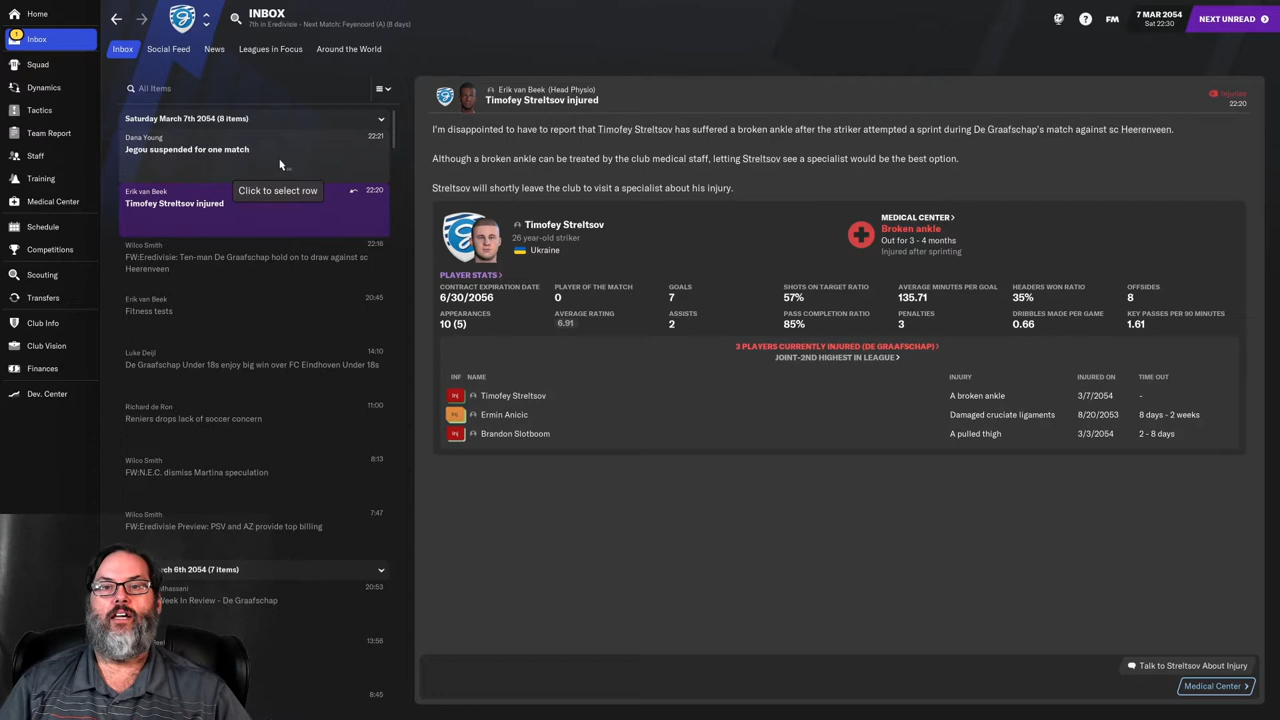 Home
Inbox
Squad
Dynamics
Tactics
Team Report
Staff
Training
Medical Center
Schedule
Competitions
Scouting
Transfers
Club Info
Club Vision
Finances
Dev. Center
INBOX
7th in Eredivisie - Next Match: Feyenoord (A) (8 days)
FM
7 MAR 2054
Sat 22:30
NEXT UNREAD
Inbox Social Feed News Leagues in Focus Around the World
All Items
Saturday March 7th 2054 (8 items)
Dana Young 22:21
Jegou suspended for one match
Click to select row
Erik van Beek 22:20
Timofey Streltsov injured
Wilco Smith 22:16
FW:Eredivisie: Ten-man De Graafschap hold on to draw against sc
Heerenveen
Erik van Beek 20:45
Fitness tests
Luke Deijl 14:10
De Graafschap Under 18s enjoy big win over FC Eindhoven Under 18s
Richard de Ron 11:00
Reniers drops lack of soccer concern
Wilco Smith 8:13
FW:N.E.C. dismiss Martina speculation
Wilco Smith 7:47
FW:Eredivisie Preview: PSV and AZ provide top billing
6th 2054 (7 items)
20:53
Week In Review - De Graafschap
13:56
8:45
Erik van Beek (Head Physio)
Timofey Streltsov injured
Injuries
22:20
I'm disappointed to have to report that Timofey Streltsov has suffered a broken ankle after the striker attempted a sprint during De Graafschap's match against sc Heerenveen.
Although a broken ankle can be treated by the club medical staff, letting Streltsov see a specialist would be the best option.
Streltsov will shortly leave the club to visit a specialist about his injury.
Timofey Streltsov
26 year-old striker
Ukraine
MEDICAL CENTER >
Broken ankle
Out for 3 - 4 months
Injured after sprinting
PLAYER STATS >
CONTRACT EXPIRATION DATE PLAYER OF THE MATCH GOALS SHOTS ON TARGET RATIO AVERAGE MINUTES PER GOAL HEADERS WON RATIO OFFSIDES
6/30/2056 0 7 57% 135.71 35% 8
APPEARANCES AVERAGE RATING ASSISTS PASS COMPLETION RATIO PENALTIES DRIBBLES MADE PER GAME KEY PASSES PER 90 MINUTES
10 (5) 6.91 2 85% 3 0.66 1.61
3 PLAYERS CURRENTLY INJURED (DE GRAAFSCHAP) >
JOINT-2ND HIGHEST IN LEAGUE >
INF NAME INJURY INJURED ON TIME OUT
Inj Timofey Streltsov A broken ankle 3/7/2054 -
Inj Ermin Anicic Damaged cruciate ligaments 8/20/2053 8 days - 2 weeks
Inj Brandon Slotboom A pulled thigh 3/3/2054 2 - 8 days
Talk to Streltsov About Injury
Medical Center >